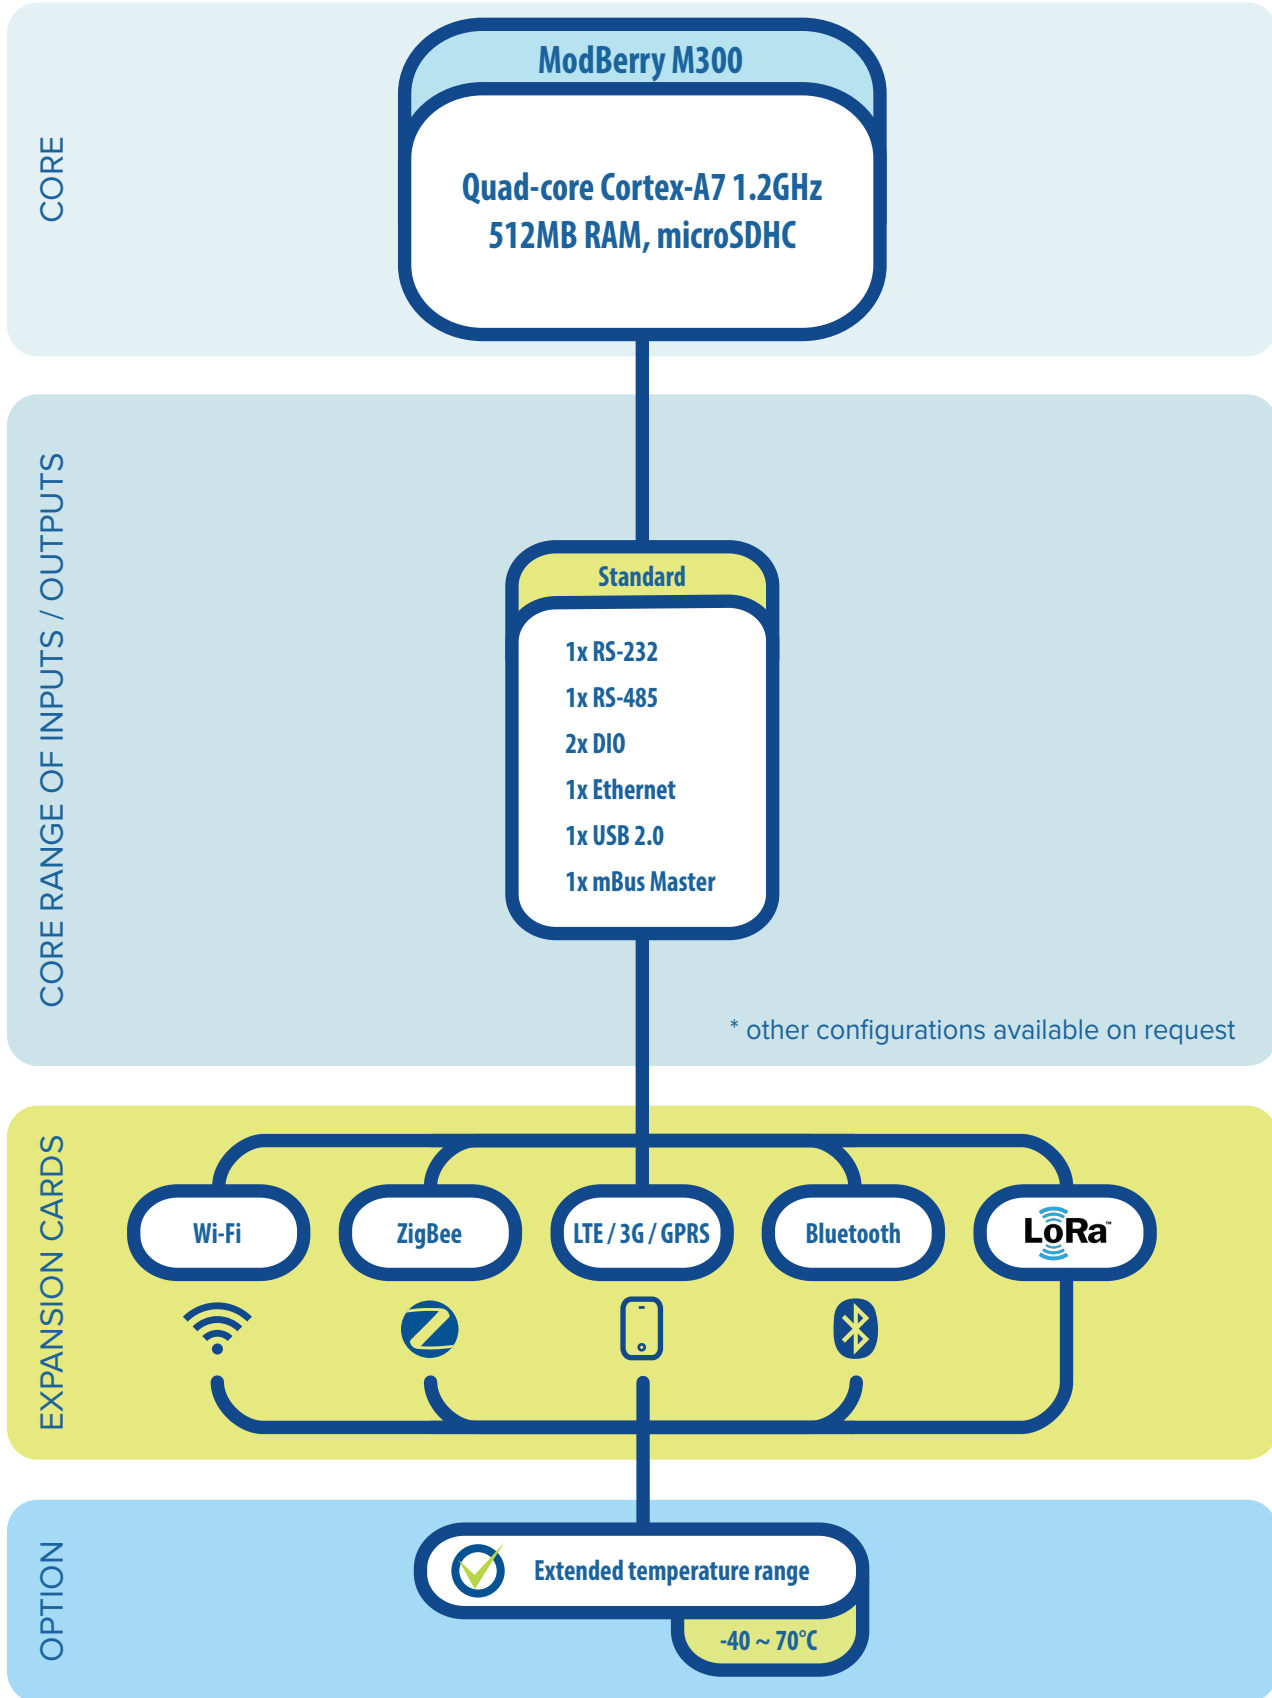 CORE
ModBerry M300
Quad-core Cortex-A7 1.2GHz
512MB RAM, microSDHC
CORE RANGE OF INPUTS / OUTPUTS
Standard
1x RS-232
1x RS-485
2x DIO
1x Ethernet
1x USB 2.0
1x mBus Master
* other configurations available on request
EXPANSION CARDS
Wi-Fi
ZigBee
LTE / 3G / GPRS
Bluetooth
LoRa™
OPTION
Extended temperature range
-40 ~ 70°C